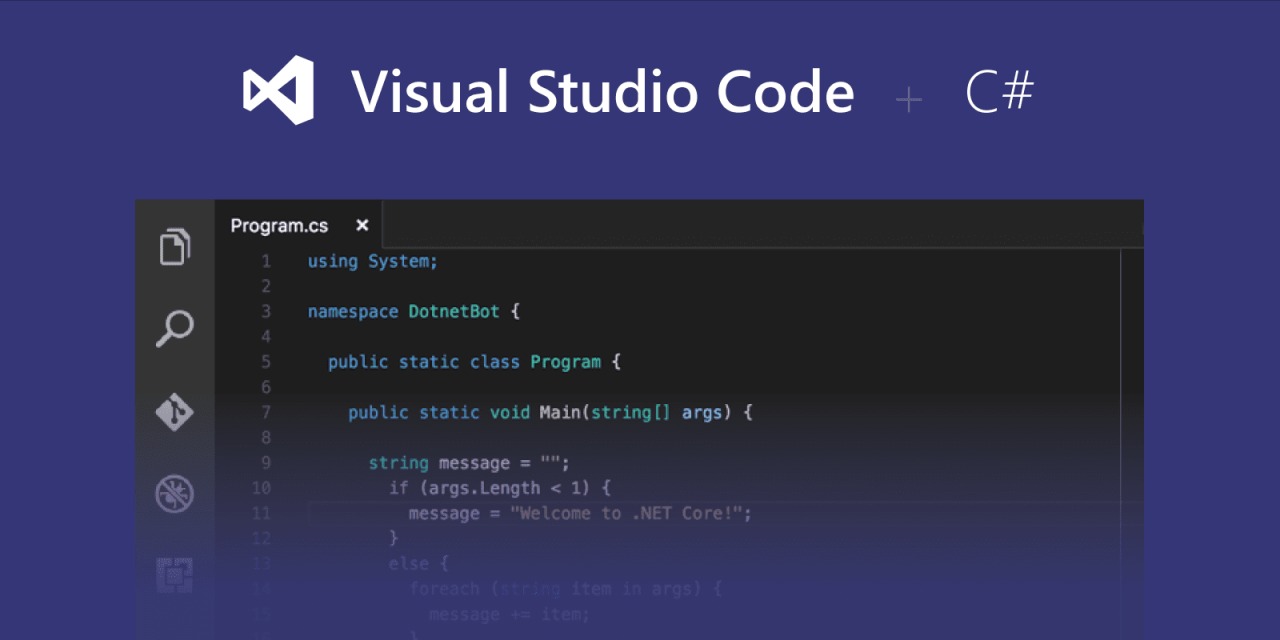 Visual Studio Code + C#
Program.cs ×
1 using System;
2
3 namespace DotnetBot {
4
5 public static class Program {
6
7 public static void Main(string[] args) {
8
9 string message = "";
10 if (args.Length < 1) {
11 message = "Welcome to .NET Core!";
12 }
13 else {
14 foreach (string item in args) {
15 message += item;
}